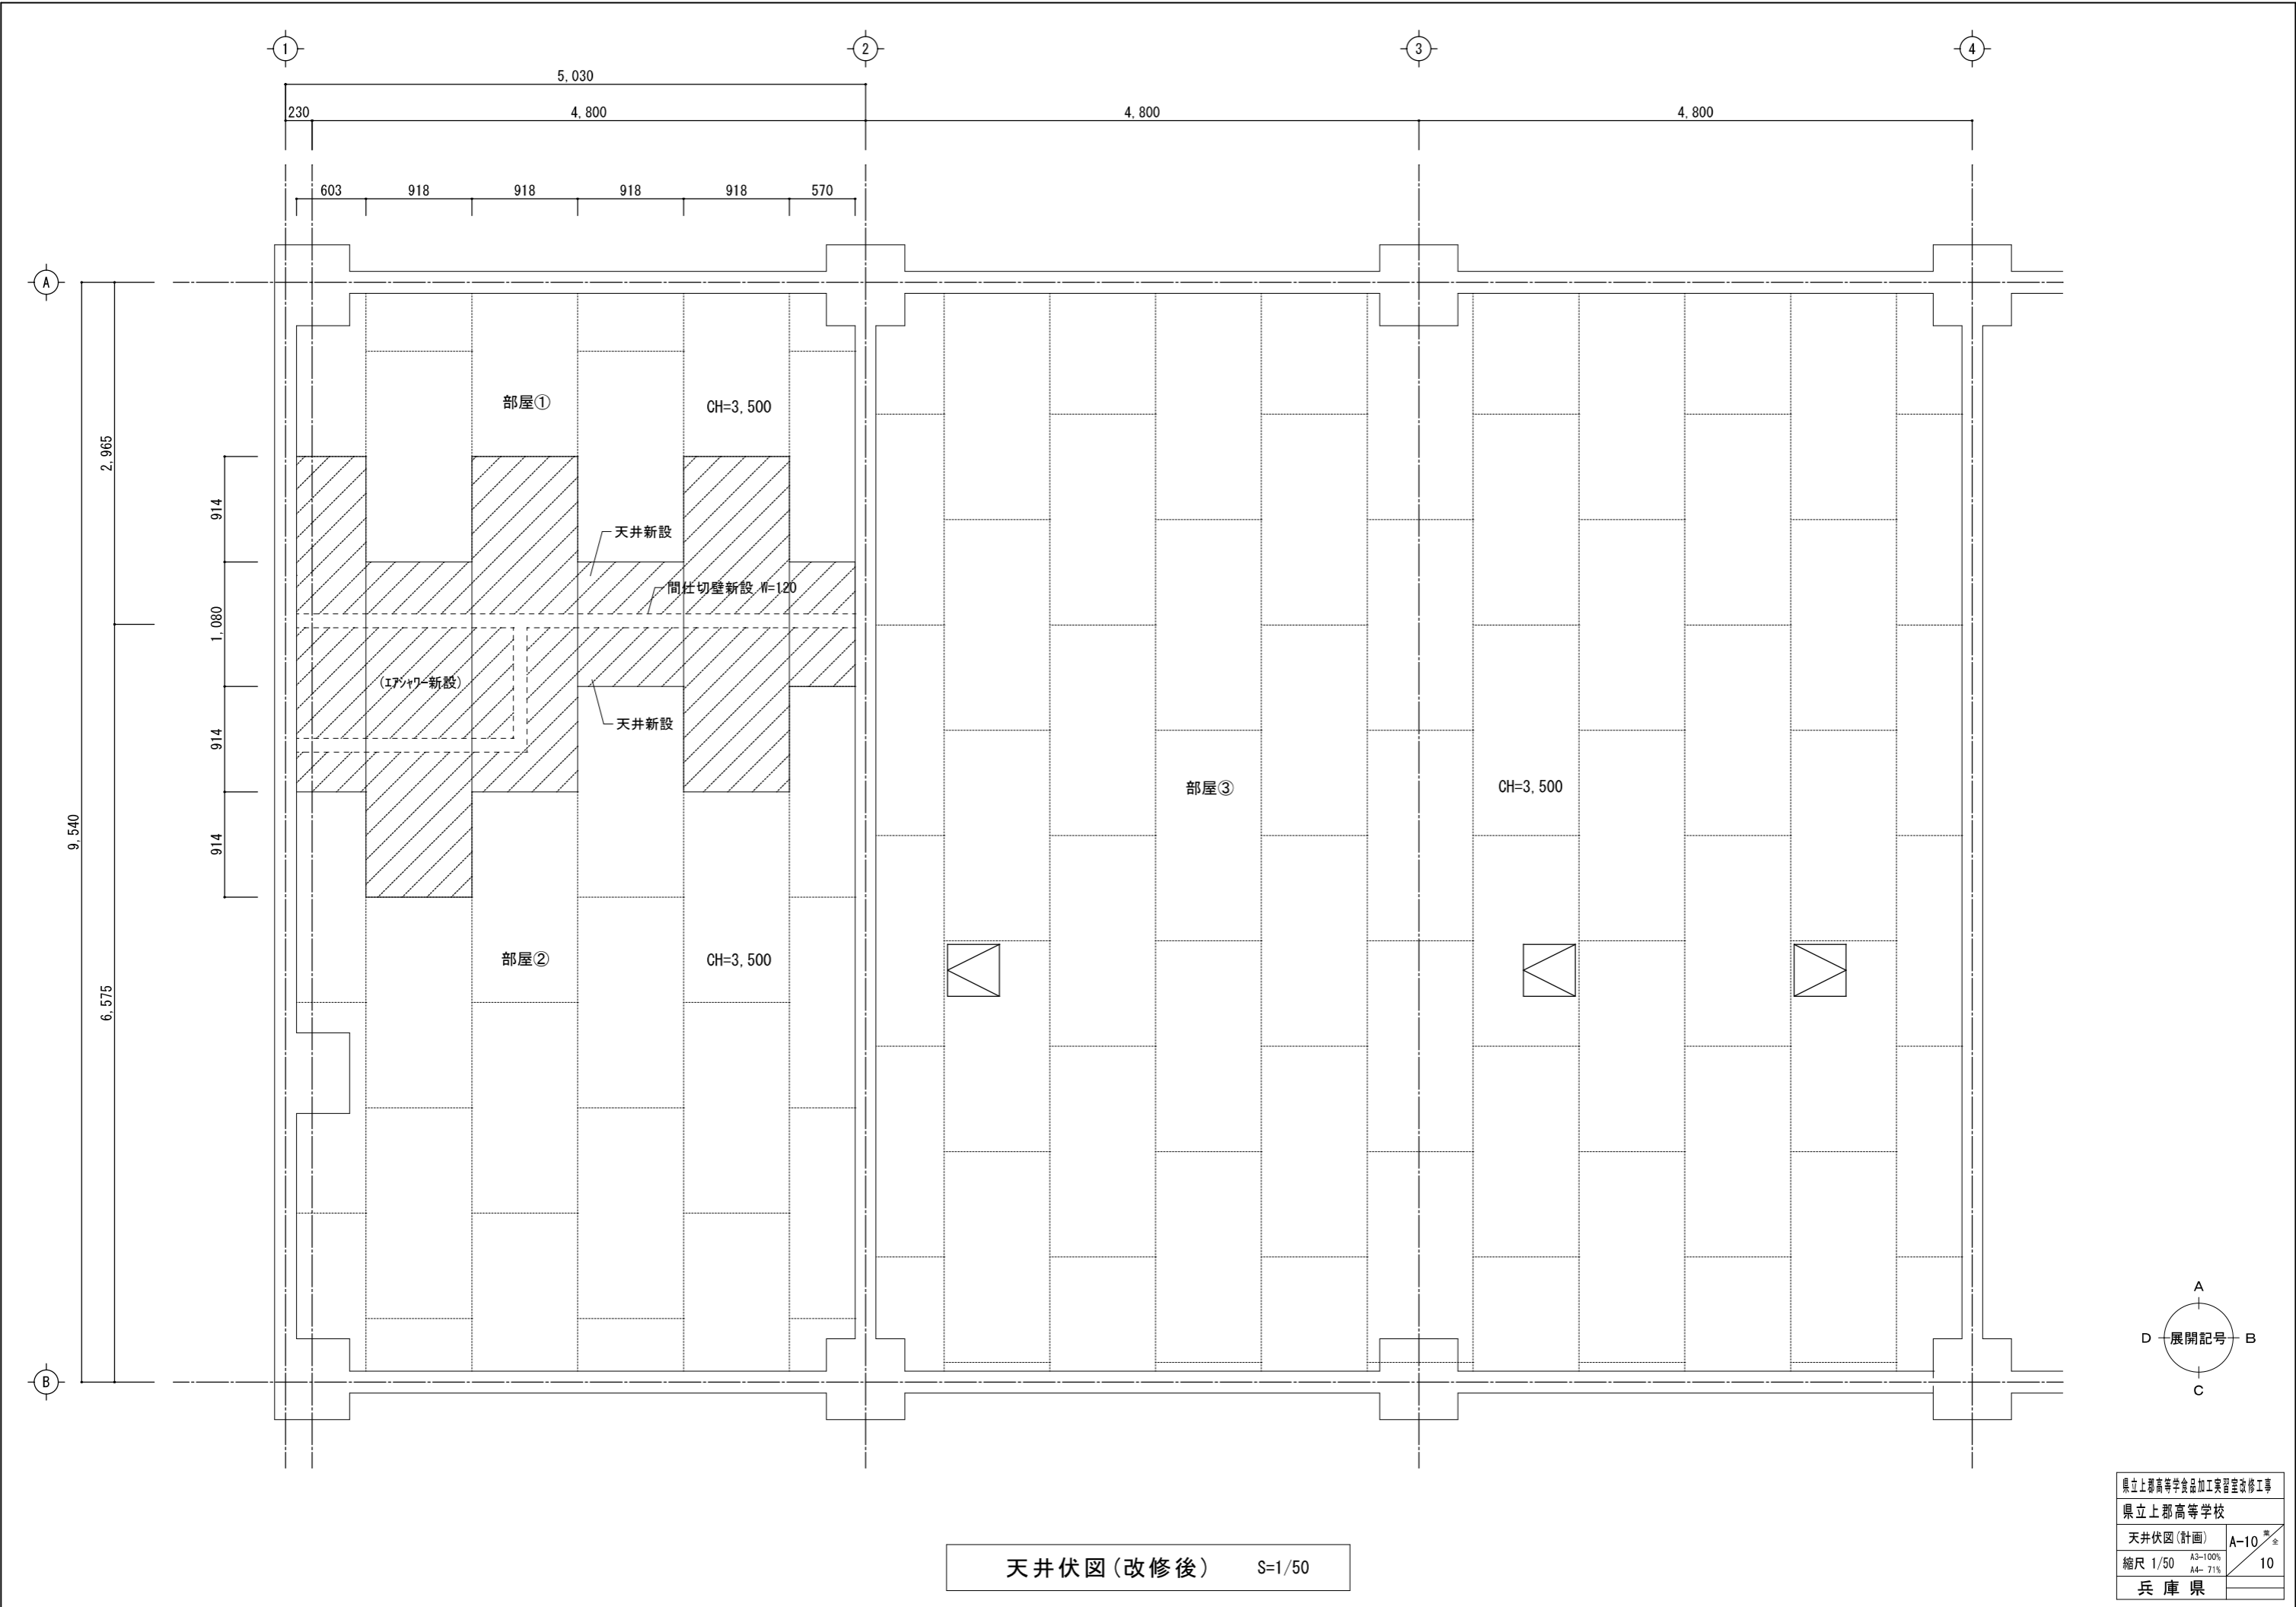 1
2
3
4
5,030
230
4,800
4,800
4,800
603
918
918
918
918
570
A
部屋①
CH=3,500
2,965
914
天井新設
間仕切壁新設 W=120
1,080
(エアシャワー新設)
天井新設
914
部屋③
CH=3,500
9,540
914
部屋②
CH=3,500
6,575
A
D 展開記号 B
C
B
県立上郡高等学食品加工実習室改修工事
県立上郡高等学校
天井伏図(計画)
A-10 葉
全
縮尺 1/50 A3-100%
A4- 71%
10
兵庫県
天井伏図(改修後) S=1/50